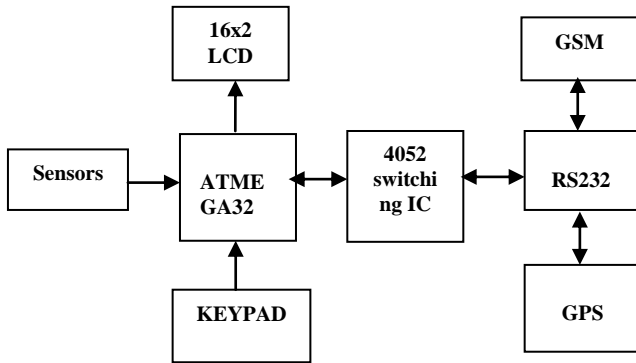 16x2
LCD
GSM
Sensors
ATME
GA32
4052
switchi
ng IC
RS232
KEYPAD
GPS